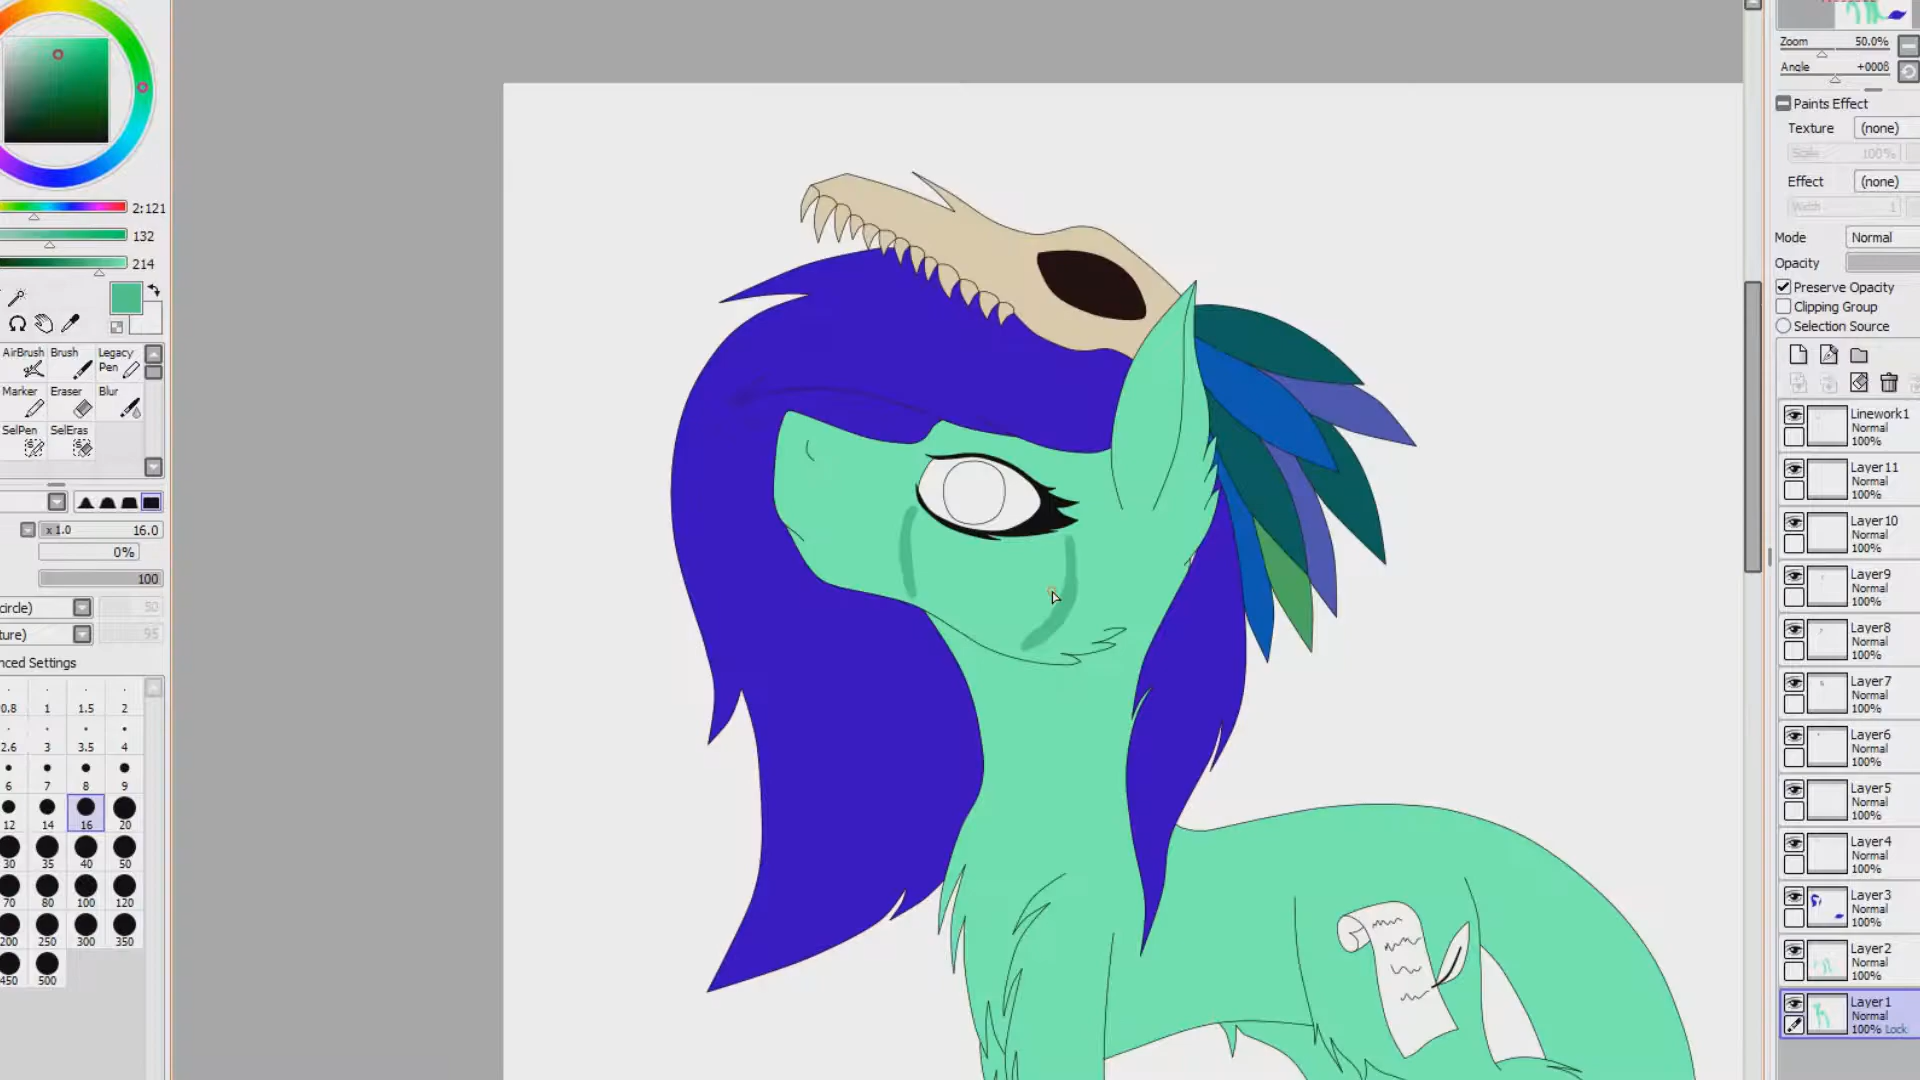 2:121
132
214
AirBrush Brush Legacy Pen
Marker Eraser Blur
SelPen SelEras
x 1.0 16.0
0%
100
circle) 50
ture) 95
nced Settings
0.8 1 1.5 2
2.6 3 3.5 4
6 7 8 9
12 14 16 20
30 35 40 50
70 80 100 120
200 250 300 350
450 500
Zoom 50.0%
Angle +0008
Paints Effect
Texture (none)
Scale 100%
Effect (none)
Width 1
Mode Normal
Opacity
Preserve Opacity
Clipping Group
Selection Source
Linework1
Normal
100%
Layer11
Normal
100%
Layer10
Normal
100%
Layer9
Normal
100%
Layer8
Normal
100%
Layer7
Normal
100%
Layer6
Normal
100%
Layer5
Normal
100%
Layer4
Normal
100%
Layer3
Normal
100%
Layer2
Normal
100%
Layer1
Normal
100% Lock